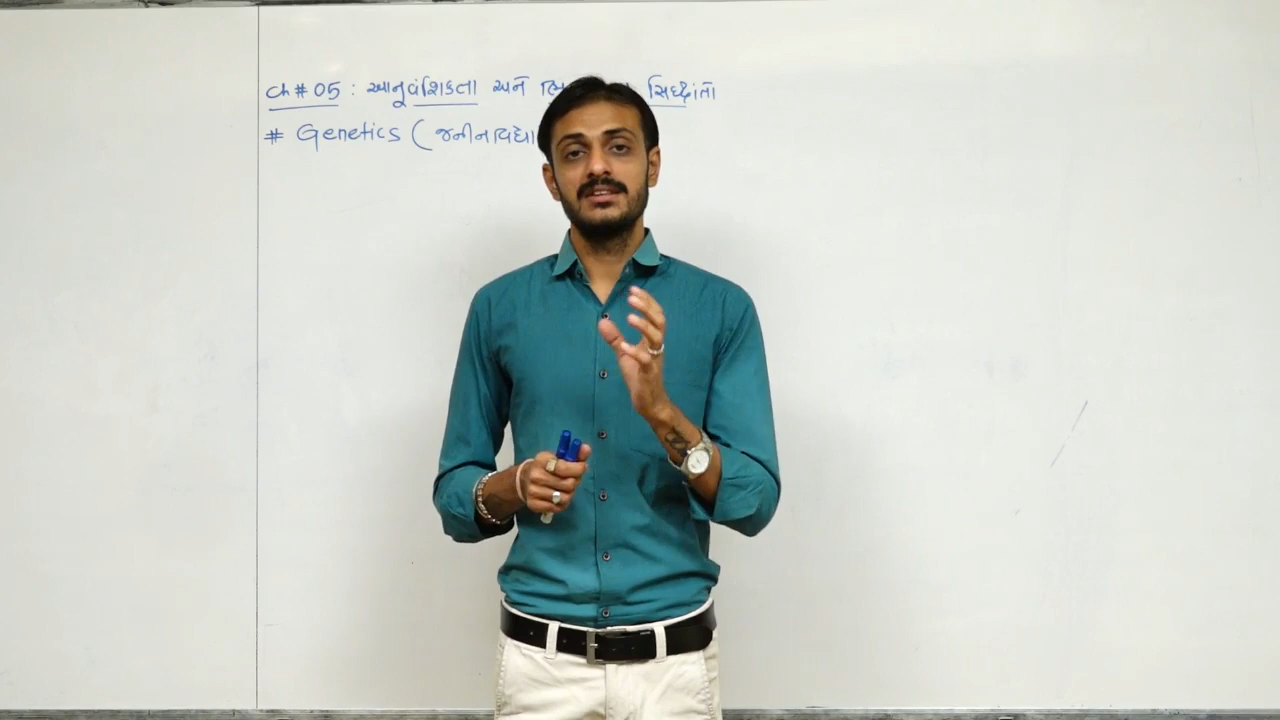 ch # 05 : આનુવંશિકતા અને સિધ્ધાંતો
# Genetics ( જનીનવિદ્યા